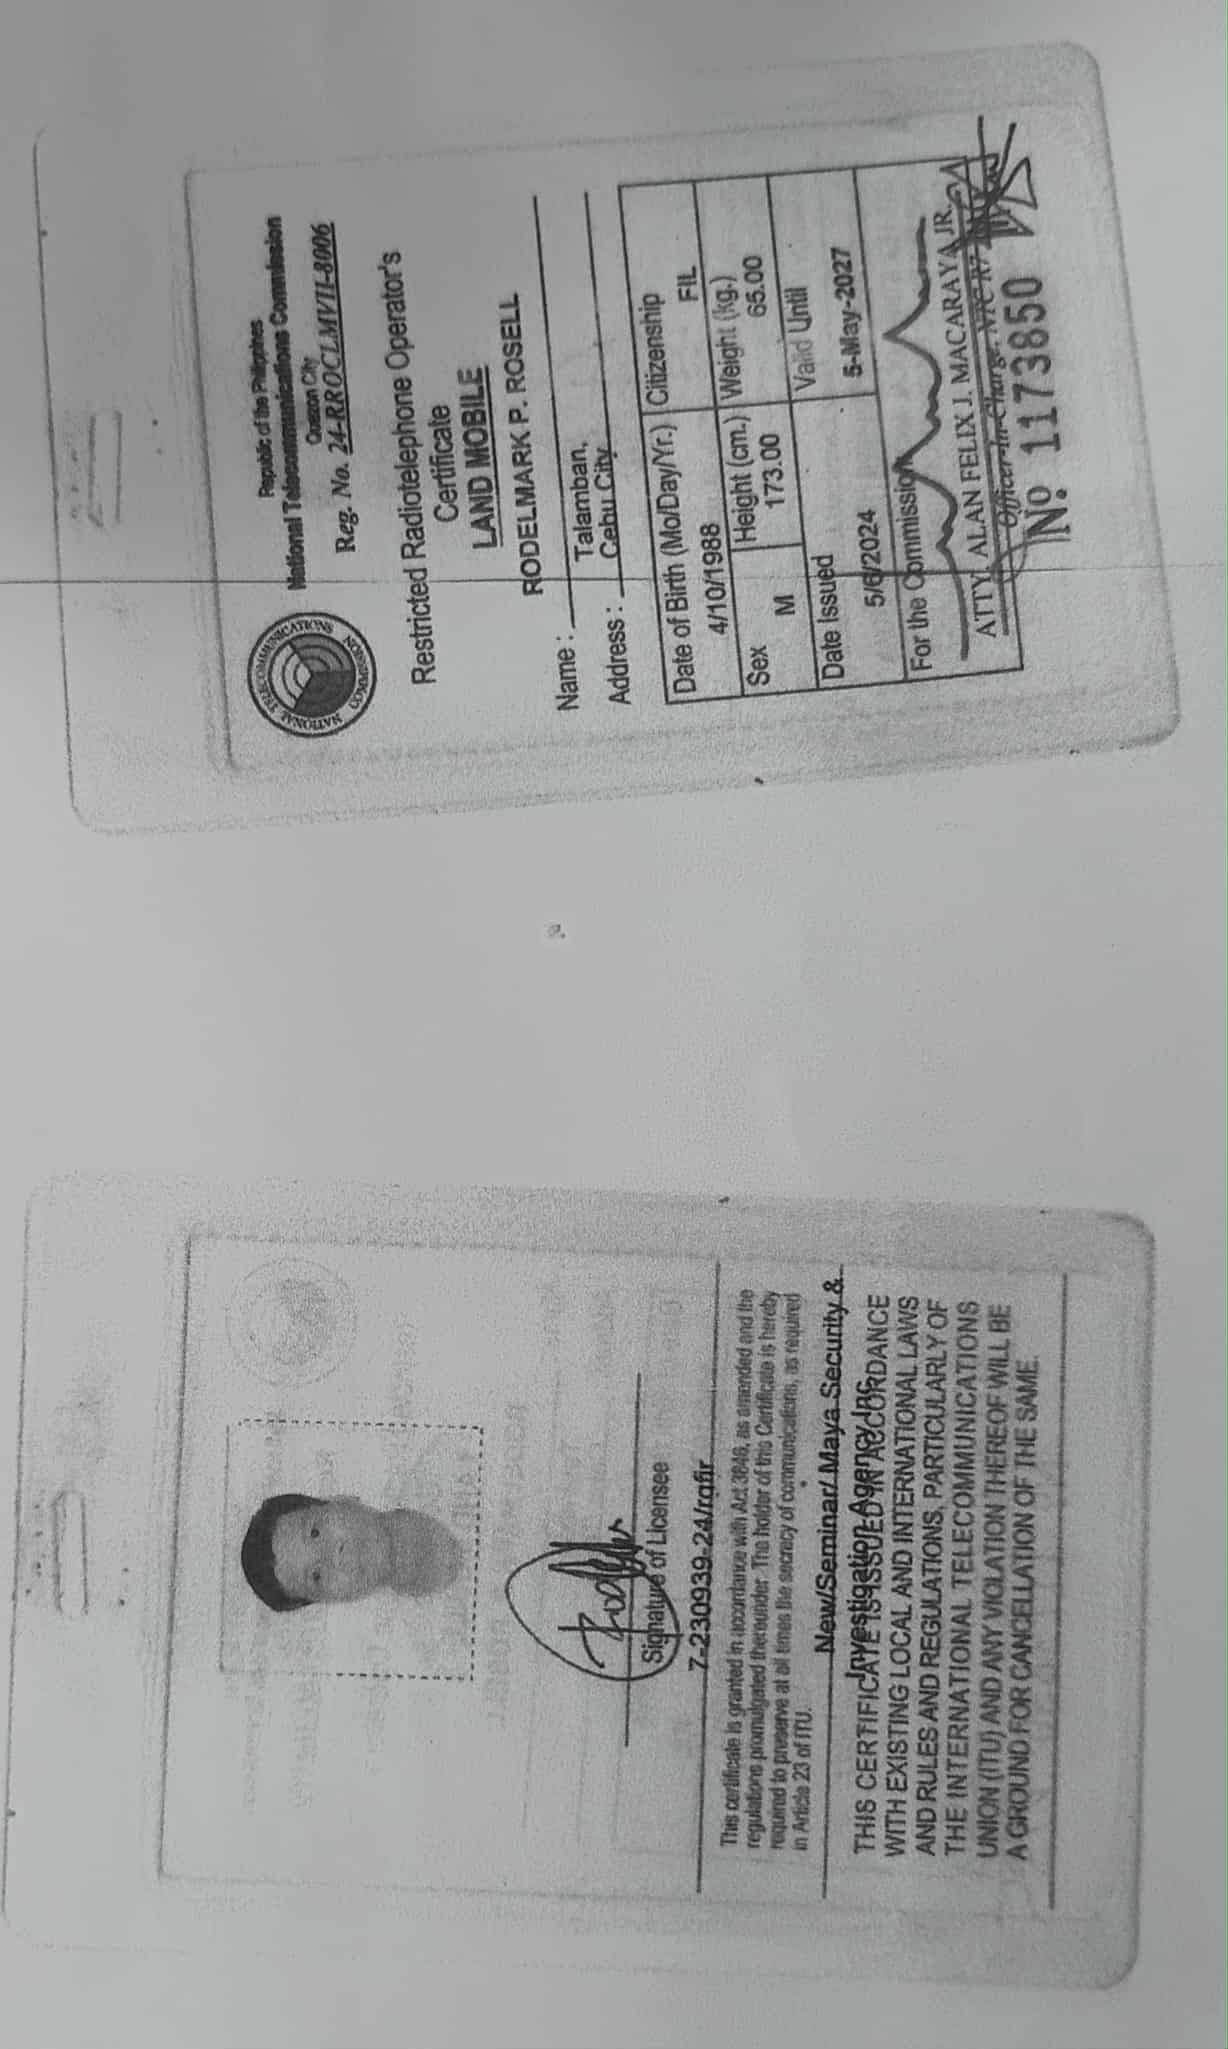 Republic of the Philippines
National Telecommunications Commission
Quezon City
Reg. No. 24-RROCLMVII-8006
NATIONAL TELECOMMUNICATIONS COMMISSION
Restricted Radiotelephone Operator's
Certificate
LAND MOBILE
RODELMARK P. ROSELL
Name :
Talamban,
Address : Cebu City
Date of Birth (Mo/Day/Yr.) Citizenship
4/10/1988 FIL
Sex Height (cm.) Weight (kg.)
M 173.00 65.00
Date Issued Valid Until
5/6/2024 5-May-2027
For the Commission
ATTY. ALAN FELIX J. MACARAYA, JR.
Officer-In-Charge, NTC R7
No. 1173850
Signature of Licensee
7-230939-24/rafir
This certificate is granted in accordance with Act 3846, as amended and the
regulations promulgated thereunder. The holder of this Certificate is hereby
required to preserve at all times the secrecy of communications, as required
in Article 23 of ITU.
New/Seminar/ Maya Security &
Investigation Agency Inc.
THIS CERTIFICATE IS ISSUED IN ACCORDANCE
WITH EXISTING LOCAL AND INTERNATIONAL LAWS
AND RULES AND REGULATIONS, PARTICULARLY OF
THE INTERNATIONAL TELECOMMUNICATIONS
UNION (ITU) AND ANY VIOLATION THEREOF WILL BE
A GROUND FOR CANCELLATION OF THE SAME.